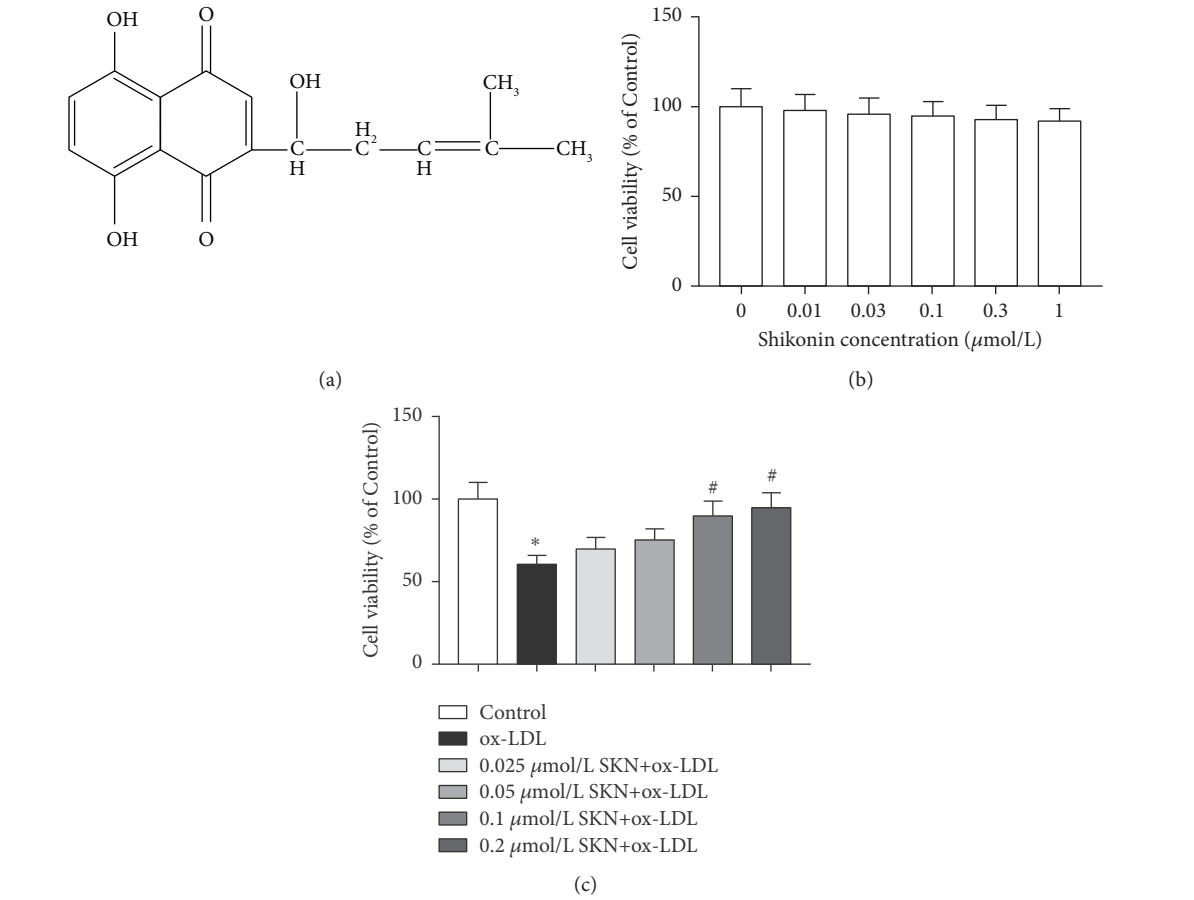 OH
O
OH
CH₃
H₂
C
C
C
C
CH₃
H
H
OH
O
(a)
150
100
50
0
Cell viability (% of Control)
0 0.01 0.03 0.1 0.3 1
Shikonin concentration (μmol/L)
(b)
150
100
50
0
Cell viability (% of Control)
*
#
#
Control
ox-LDL
0.025 μmol/L SKN+ox-LDL
0.05 μmol/L SKN+ox-LDL
0.1 μmol/L SKN+ox-LDL
0.2 μmol/L SKN+ox-LDL
(c)